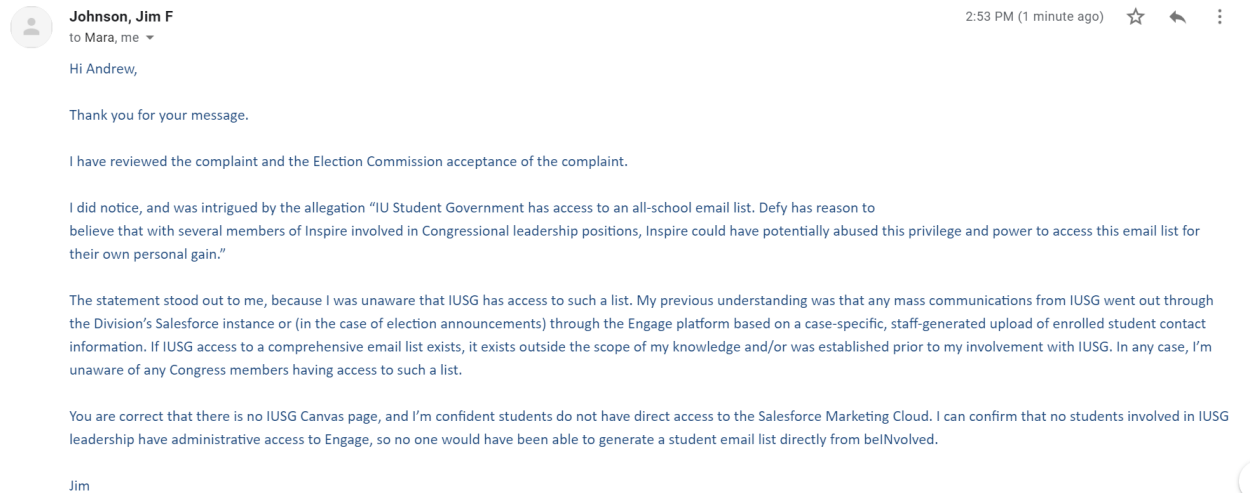 Johnson, Jim F
2:53 PM (1 minute ago)
to Mara, me
Hi Andrew,
Thank you for your message.
I have reviewed the complaint and the Election Commission acceptance of the complaint.
I did notice, and was intrigued by the allegation “IU Student Government has access to an all-school email list. Defy has reason to
believe that with several members of Inspire involved in Congressional leadership positions, Inspire could have potentially abused this privilege and power to access this email list for
their own personal gain.”
The statement stood out to me, because I was unaware that IUSG has access to such a list. My previous understanding was that any mass communications from IUSG went out through
the Division’s Salesforce instance or (in the case of election announcements) through the Engage platform based on a case-specific, staff-generated upload of enrolled student contact
information. If IUSG access to a comprehensive email list exists, it exists outside the scope of my knowledge and/or was established prior to my involvement with IUSG. In any case, I’m
unaware of any Congress members having access to such a list.
You are correct that there is no IUSG Canvas page, and I’m confident students do not have direct access to the Salesforce Marketing Cloud. I can confirm that no students involved in IUSG
leadership have administrative access to Engage, so no one would have been able to generate a student email list directly from beINvolved.
Jim